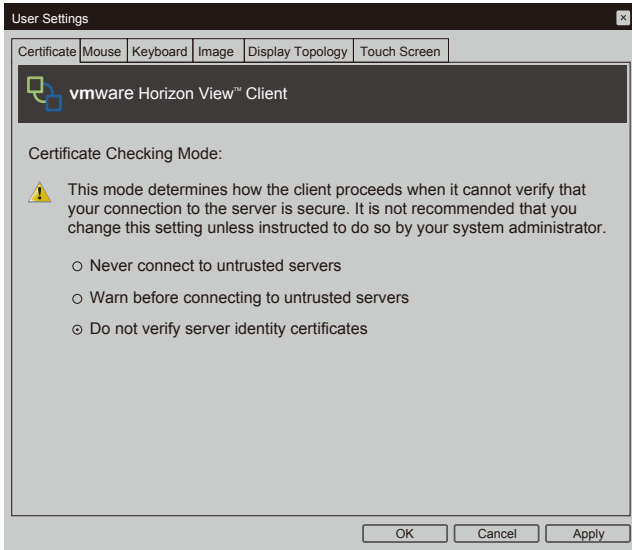 User Settings
Certificate Mouse Keyboard Image Display Topology Touch Screen
vmware Horizon View™ Client
Certificate Checking Mode:
This mode determines how the client proceeds when it cannot verify that
your connection to the server is secure. It is not recommended that you
change this setting unless instructed to do so by your system administrator.
Never connect to untrusted servers
Warn before connecting to untrusted servers
Do not verify server identity certificates
OK Cancel Apply